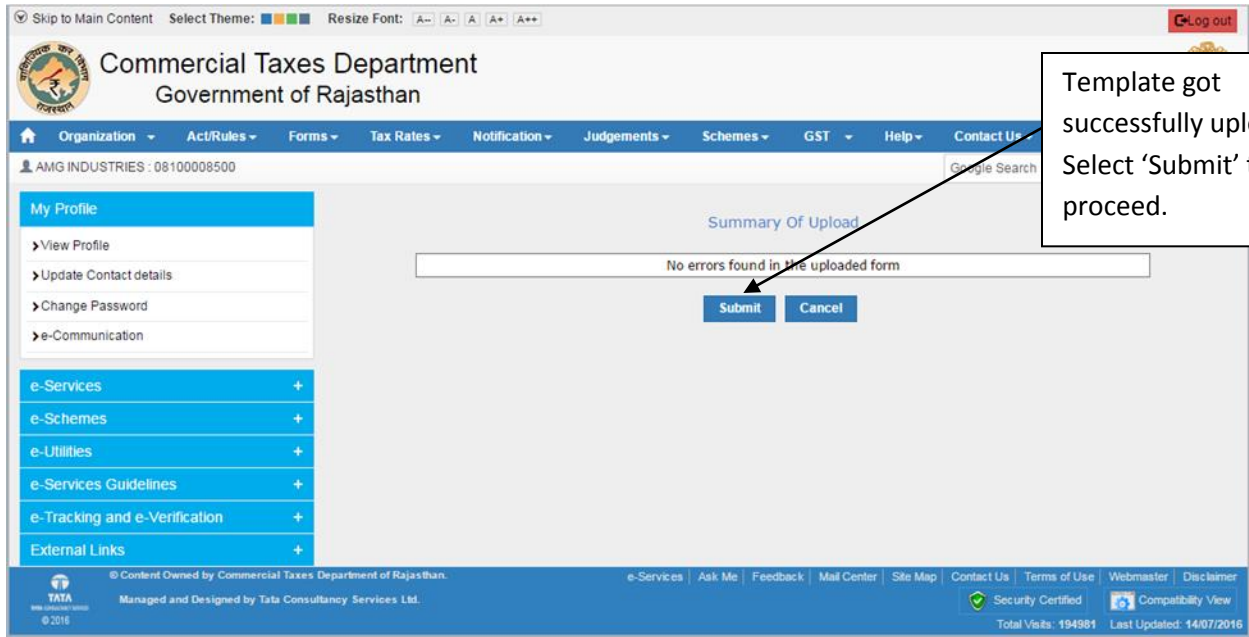 Skip to Main Content Select Theme: Resize Font: A-- A- A A+ A++ Log out
वाणिज्यिक कर विभाग
राजस्थान
Commercial Taxes Department
Government of Rajasthan
Template got
successfully
Select ‘Submit’
proceed.
Organization Act/Rules Forms Tax Rates Notification Judgements Schemes GST Help Contact Us
AMG INDUSTRIES : 08100008500
Google Search
My Profile
View Profile
Update Contact details
Change Password
e-Communication
e-Services +
e-Schemes +
e-Utilities +
e-Services Guidelines +
e-Tracking and e-Verification +
External Links +
Summary Of Upload
No errors found in the uploaded form
Submit Cancel
© Content Owned by Commercial Taxes Department of Rajasthan.
Managed and Designed by Tata Consultancy Services Ltd.
TATA
© 2016
e-Services | Ask Me | Feedback | Mail Center | Site Map | Contact Us | Terms of Use | Webmaster | Disclaimer
Security Certified Compatibility View
Total Visits: 194981 Last Updated: 14/07/2016